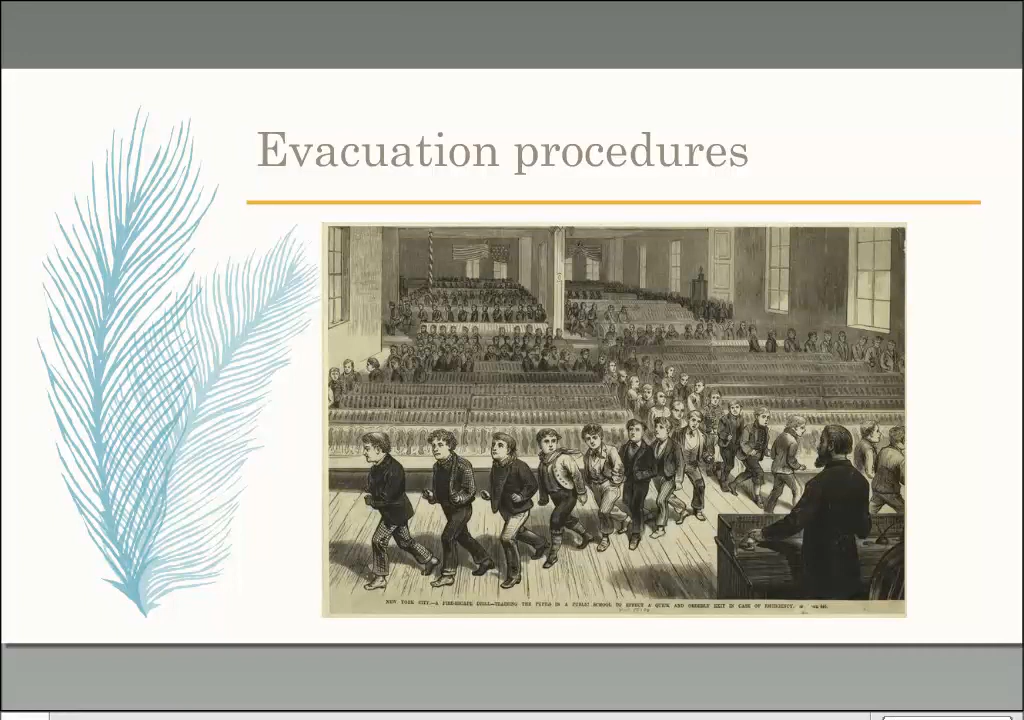 Evacuation procedures
NEW YORK CITY.—A FIRE-ESCAPE DRILL—TRAINING THE PUPILS IN A PUBLIC SCHOOL TO EFFECT A QUICK AND ORDERLY EXIT IN CASE OF EMERGENCY.